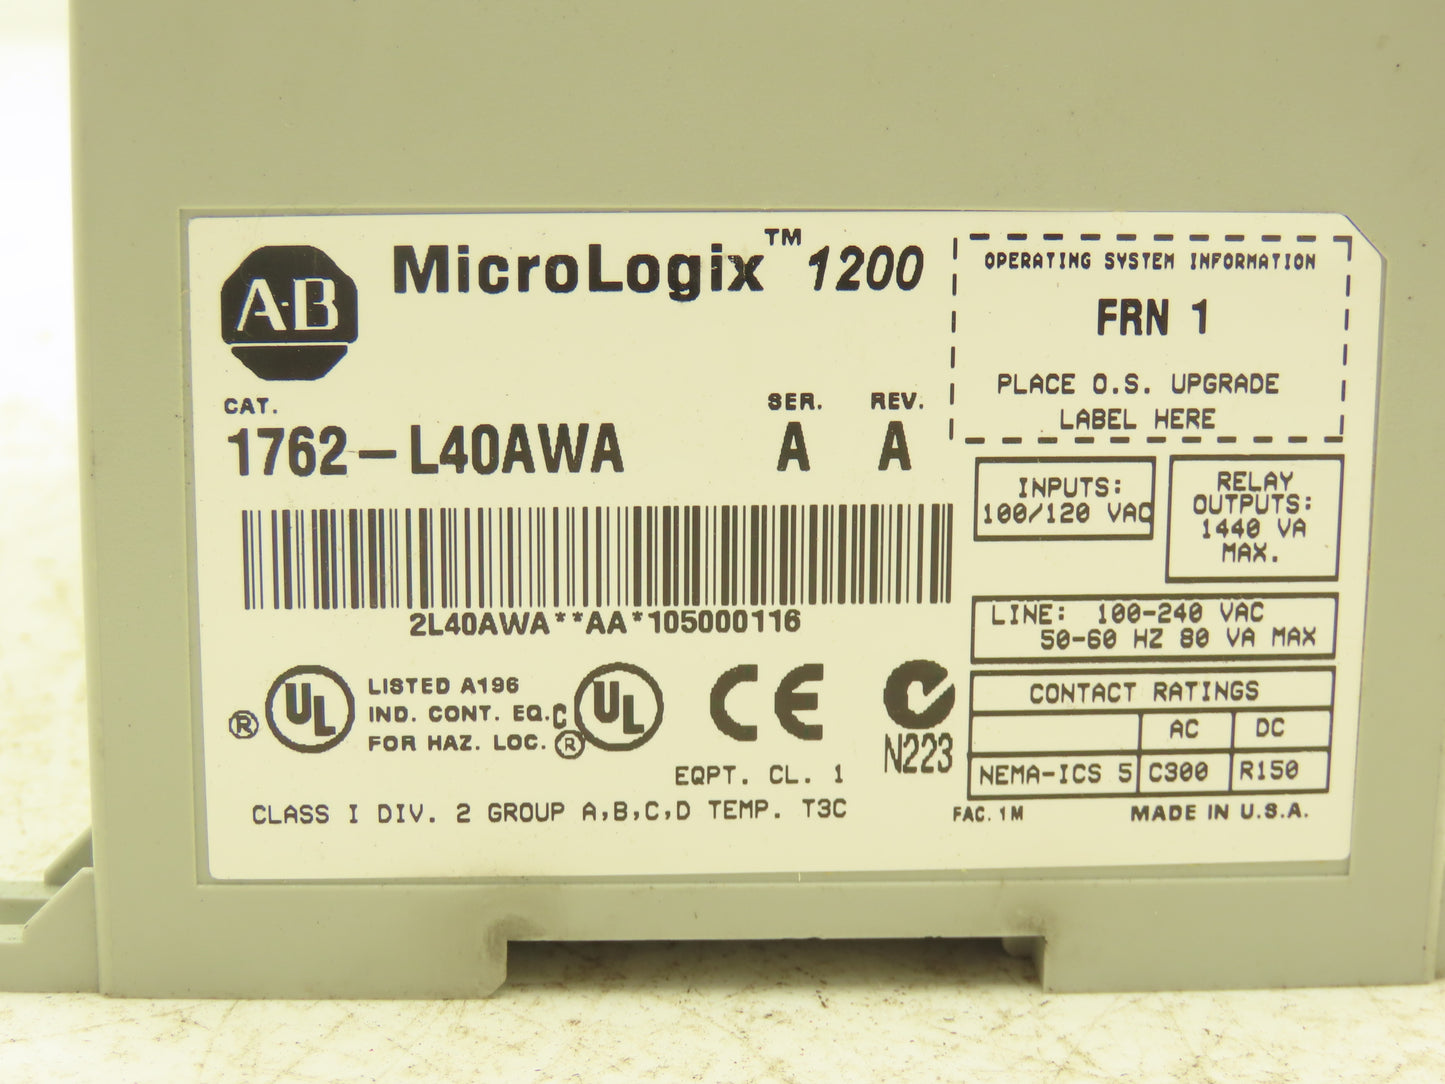 A-B
MicroLogix™ 1200
CAT.
SER. REV.
1762-L40AWA A A
2L40AWA**AA*105000116
® UL LISTED A196
IND. CONT. EQ.
FOR HAZ. LOC.
C UL ®
CE
N223
EQPT. CL. 1
CLASS I DIV. 2 GROUP A,B,C,D TEMP. T3C
OPERATING SYSTEM INFORMATION
FRN 1
PLACE O.S. UPGRADE
LABEL HERE
INPUTS:
100/120 VAC
RELAY
OUTPUTS:
1440 VA
MAX.
LINE: 100-240 VAC
50-60 HZ 80 VA MAX
CONTACT RATINGS
AC DC
NEMA-ICS 5 C300 R150
FAC. 1M MADE IN U.S.A.